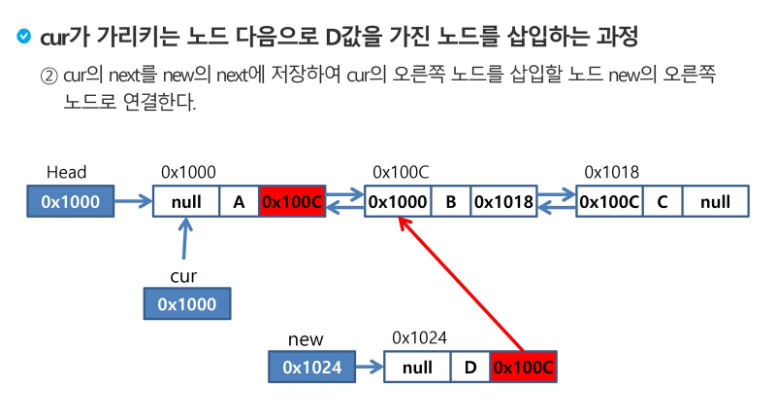 cur가 가리키는 노드 다음으로 D값을 가진 노드를 삽입하는 과정
② cur의 next를 new의 next에 저장하여 cur의 오른쪽 노드를 삽입할 노드 new의 오른쪽
노드로 연결한다.
Head 0x1000 0x100C 0x1018
0x1000 null A 0x100C 0x1000 B 0x1018 0x100C C null
cur
0x1000
new 0x1024
0x1024 null D 0x100C